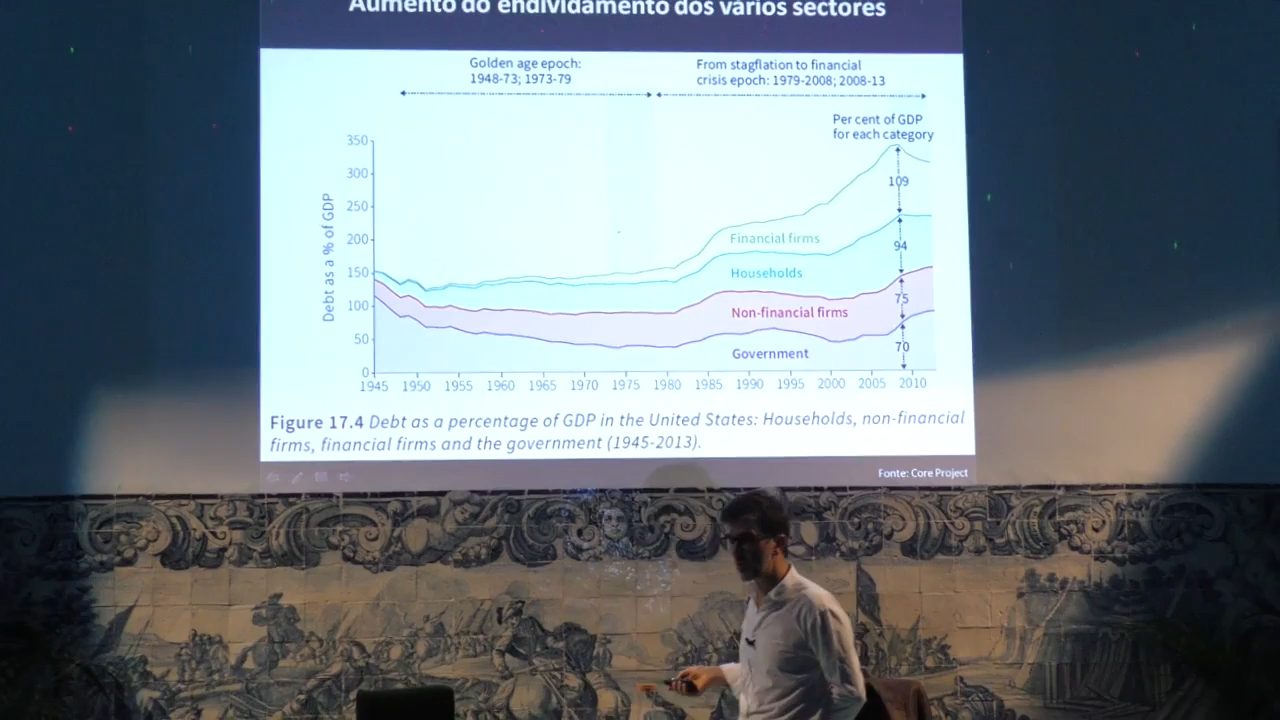 Aumento do endividamento dos vários sectores
Golden age epoch:
1948-73; 1973-79
From stagflation to financial
crisis epoch: 1979-2008; 2008-13
Per cent of GDP
for each category
Debt as a % of GDP
350
300
250
200
150
100
50
0
109
94
75
70
Financial firms
Households
Non-financial firms
Government
1945 1950 1955 1960 1965 1970 1975 1980 1985 1990 1995 2000 2005 2010
Figure 17.4 Debt as a percentage of GDP in the United States: Households, non-financial
firms, financial firms and the government (1945-2013).
Fonte: Core Project